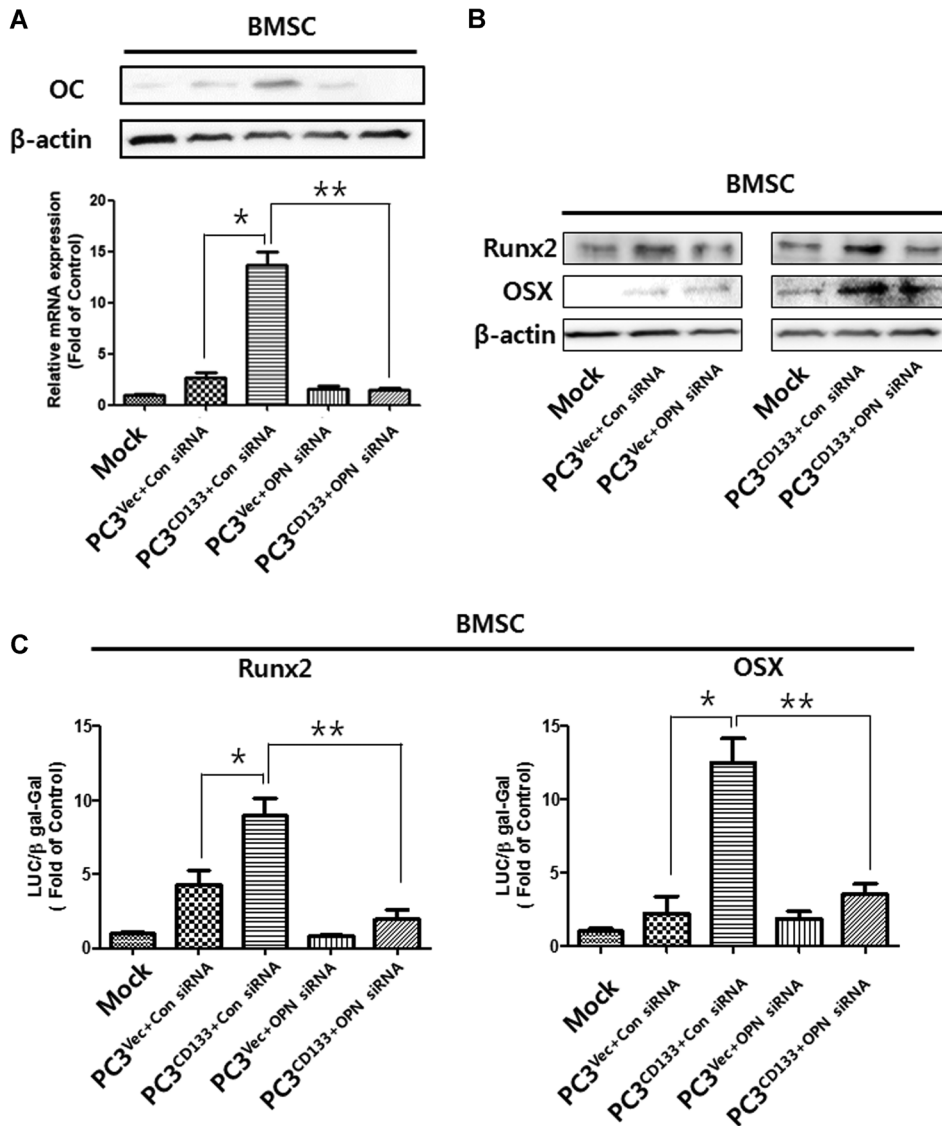 A
BMSC
OC
β-actin
Relative mRNA expression
(Fold of Control)
20
15
10
5
0
*
**
Mock
PC3Vec+Con siRNA
PC3CD133+Con siRNA
PC3Vec+OPN siRNA
PC3CD133+OPN siRNA
B
BMSC
Runx2
OSX
β-actin
Mock
PC3Vec+Con siRNA
PC3Vec+OPN siRNA
Mock
PC3CD133+Con siRNA
PC3CD133+OPN siRNA
C
BMSC
Runx2
LUC/β gal-Gal
( Fold of Control)
15
10
5
0
*
**
Mock
PC3Vec+Con siRNA
PC3CD133+Con siRNA
PC3Vec+OPN siRNA
PC3CD133+OPN siRNA
OSX
LUC/β gal-Gal
( Fold of Control)
15
10
5
0
*
**
Mock
PC3Vec+Con siRNA
PC3CD133+Con siRNA
PC3Vec+OPN siRNA
PC3CD133+OPN siRNA